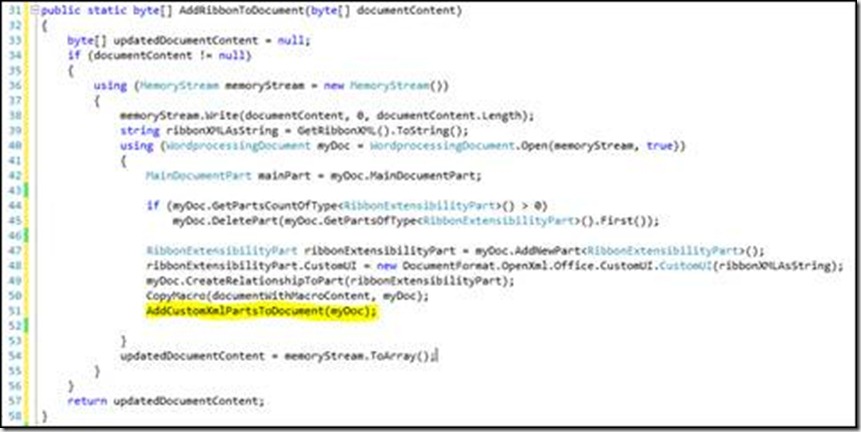 31 public static byte[] AddRibbonToDocument(byte[] documentContent)
32 {
33 byte[] updatedDocumentContent = null;
34 if (documentContent != null)
35 {
36 using (MemoryStream memoryStream = new MemoryStream())
37 {
38 memoryStream.Write(documentContent, 0, documentContent.Length);
39 string ribbonXMLAsString = GetRibbonXML().ToString();
40 using (WordprocessingDocument myDoc = WordprocessingDocument.Open(memoryStream, true))
41 {
42 MainDocumentPart mainPart = myDoc.MainDocumentPart;
43
44 if (myDoc.GetPartsCountOfType<RibbonExtensibilityPart>() > 0)
45 myDoc.DeletePart(myDoc.GetPartsOfType<RibbonExtensibilityPart>().First());
46
47 RibbonExtensibilityPart ribbonExtensibilityPart = myDoc.AddNewPart<RibbonExtensibilityPart>();
48 ribbonExtensibilityPart.CustomUI = new DocumentFormat.OpenXml.Office.CustomUI.CustomUI(ribbonXMLAsString);
49 myDoc.CreateRelationshipToPart(ribbonExtensibilityPart);
50 CopyMacro(documentWithMacroContent, myDoc);
51 AddCustomXmlPartsToDocument(myDoc);
52
53 }
54 updatedDocumentContent = memoryStream.ToArray();
55 }
56 }
57 return updatedDocumentContent;
58 }